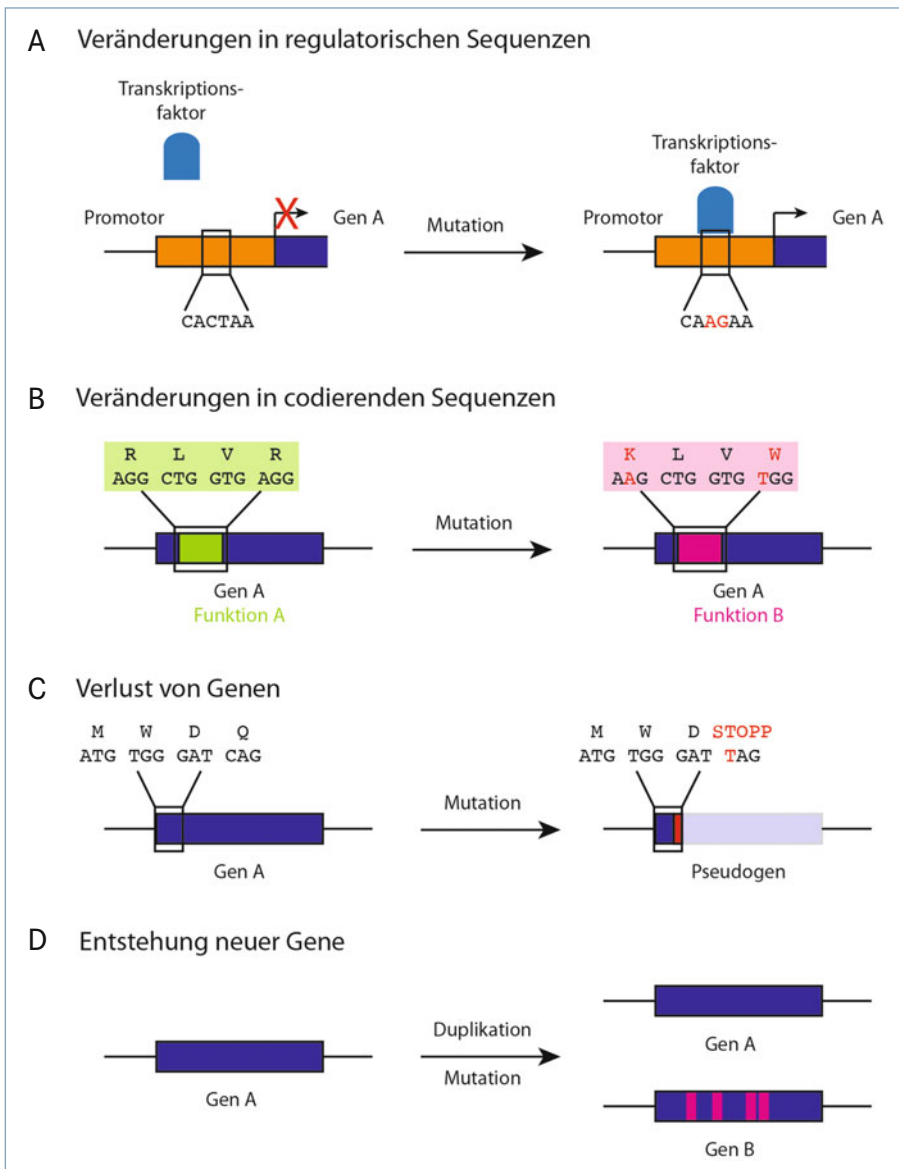 A Veränderungen in regulatorischen Sequenzen
Transkriptions-
faktor
Promotor
X
Gen A
CACTAA
Mutation
Transkriptions-
faktor
Promotor
Gen A
CAAGAA
B Veränderungen in codierenden Sequenzen
R L V R
AGG CTG GTG AGG
Gen A
Funktion A
Mutation
K L V W
AAG CTG GTG TGG
Gen A
Funktion B
C Verlust von Genen
M W D Q
ATG TGG GAT CAG
Gen A
Mutation
M W D STOPP
ATG TGG GAT TAG
Pseudogen
D Entstehung neuer Gene
Gen A
Duplikation
Mutation
Gen A
Gen B